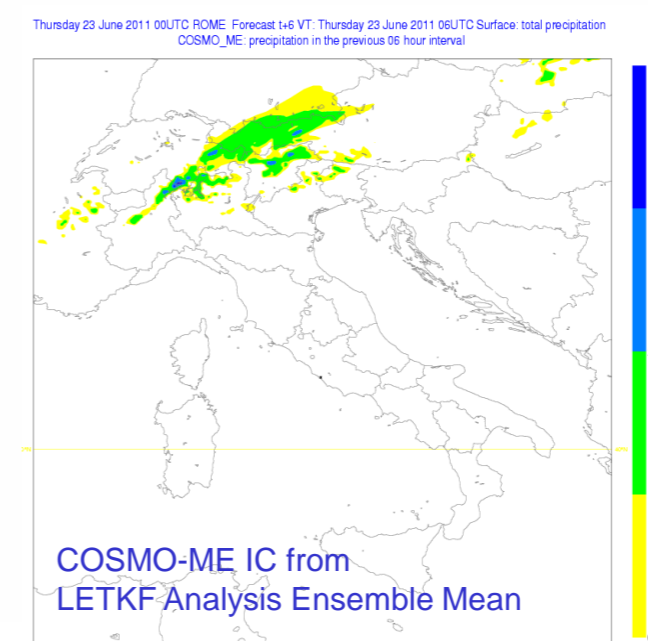 Thursday 23 June 2011 00UTC ROME Forecast t+6 VT: Thursday 23 June 2011 06UTC Surface: total precipitation
COSMO_ME: precipitation in the previous 06 hour interval
COSMO-ME IC from
LETKF Analysis Ensemble Mean